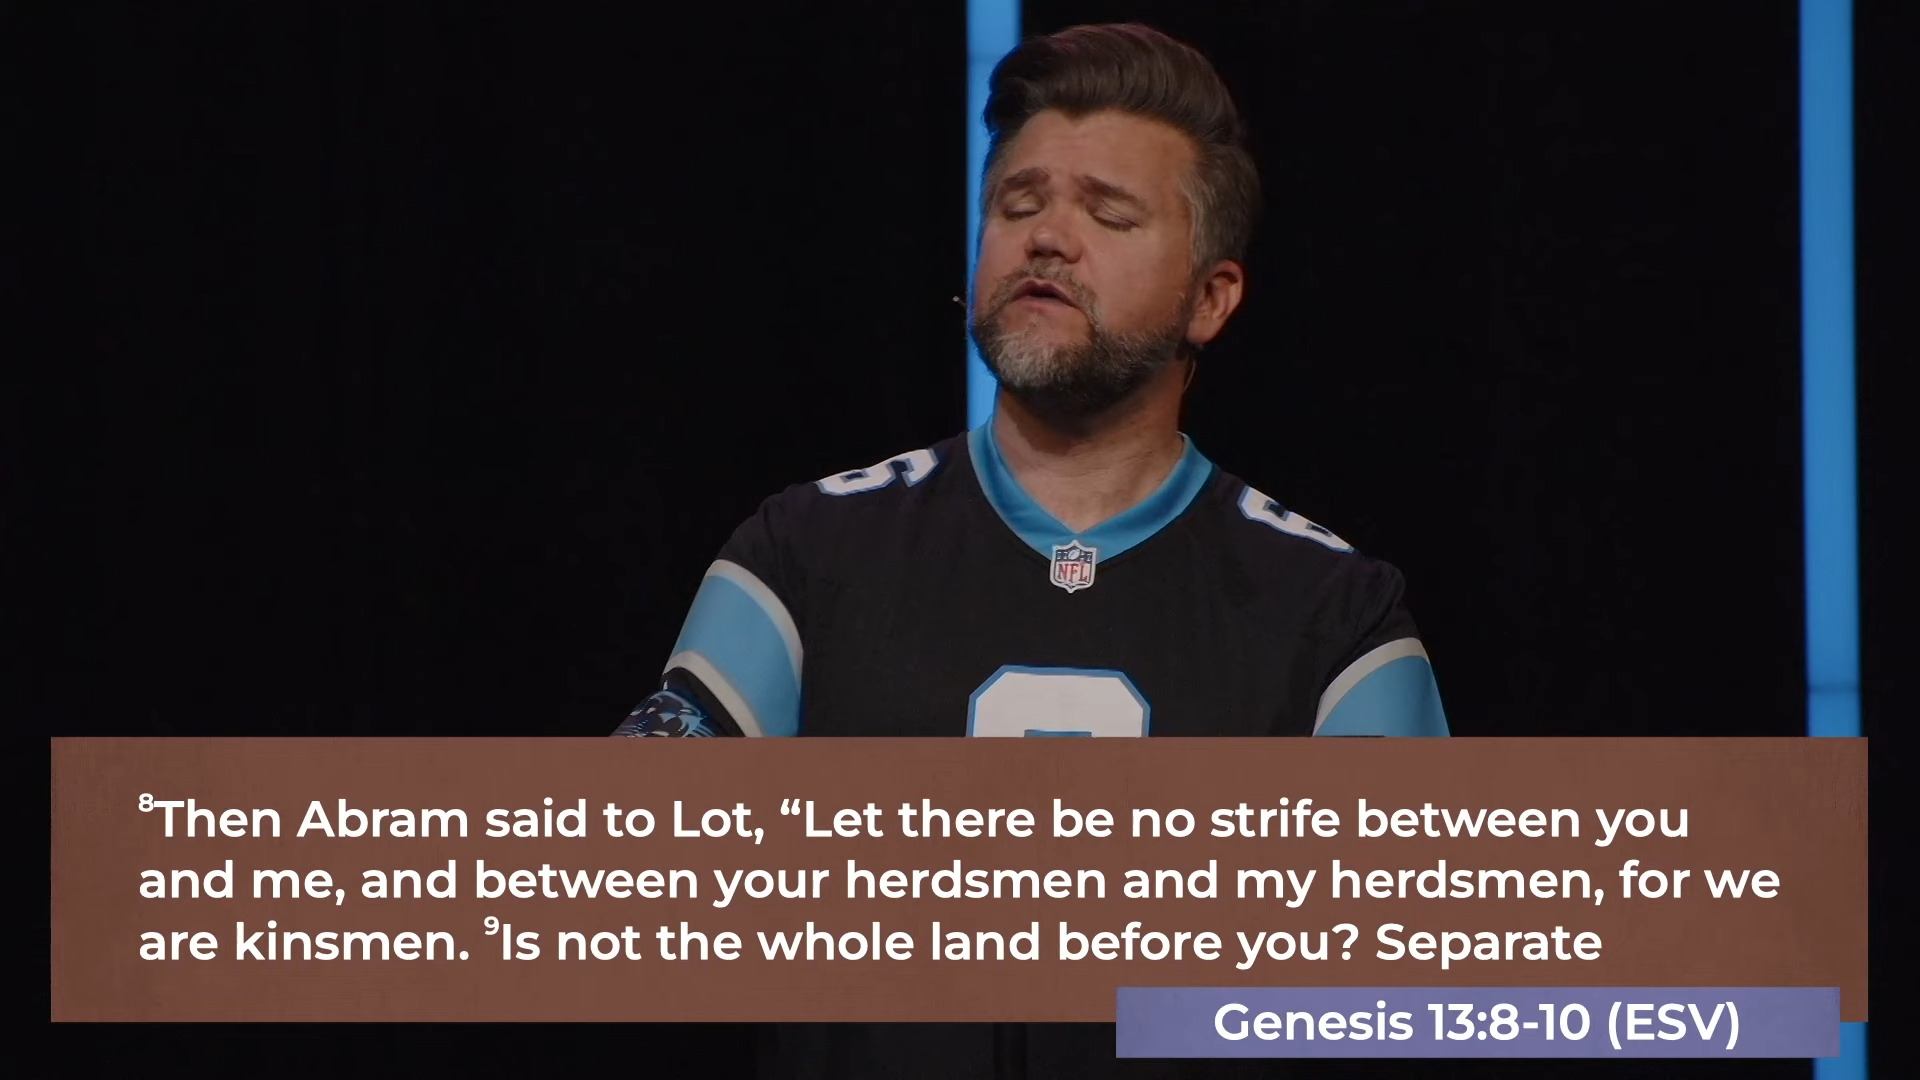 NFL
⁸Then Abram said to Lot, “Let there be no strife between you
and me, and between your herdsmen and my herdsmen, for we
are kinsmen. ⁹Is not the whole land before you? Separate
Genesis 13:8-10 (ESV)